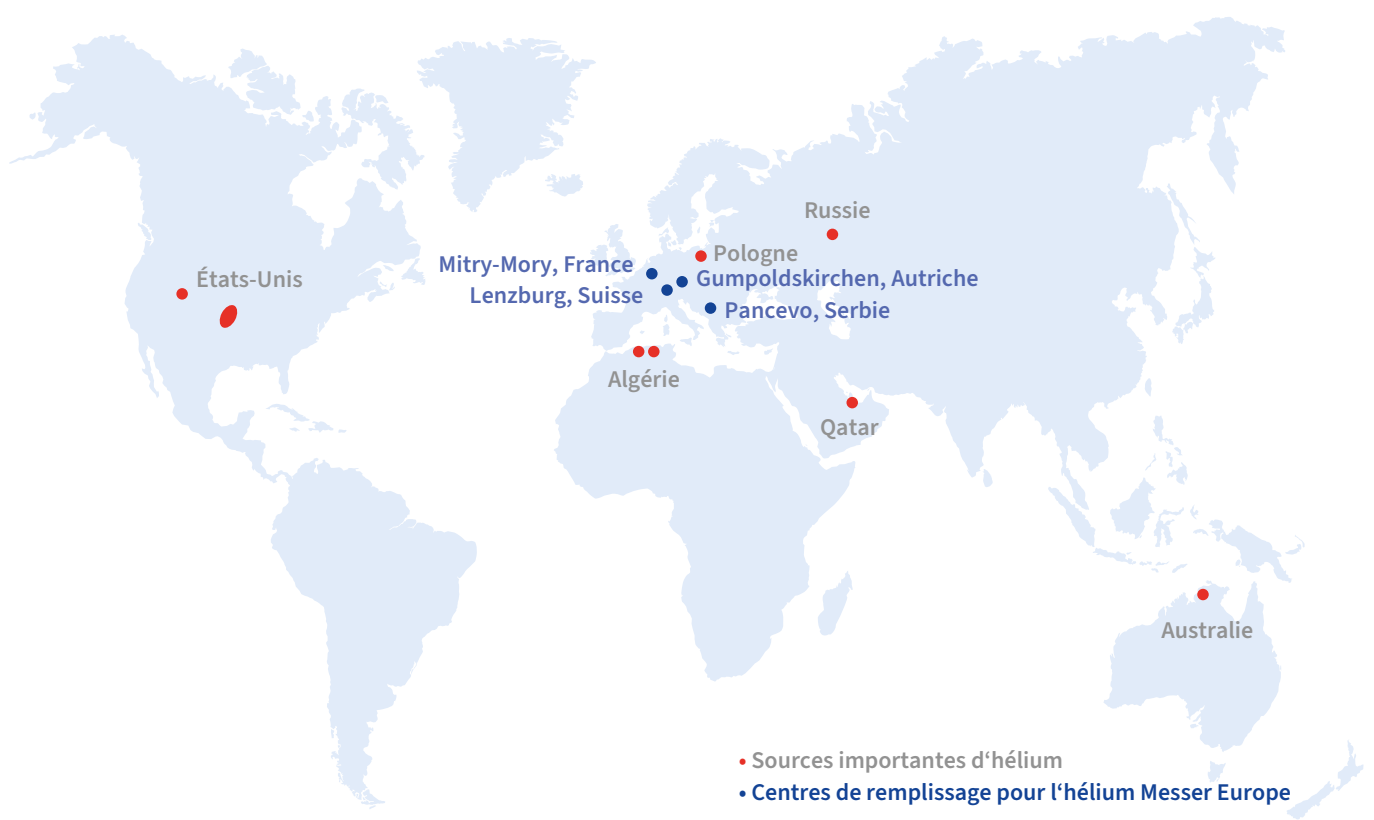 Russie
Pologne
Mitry-Mory, France
Gumpoldskirchen, Autriche
États-Unis
Lenzburg, Suisse
Pancevo, Serbie
Algérie
Qatar
Australie
• Sources importantes d‘hélium
• Centres de remplissage pour l‘hélium Messer Europe